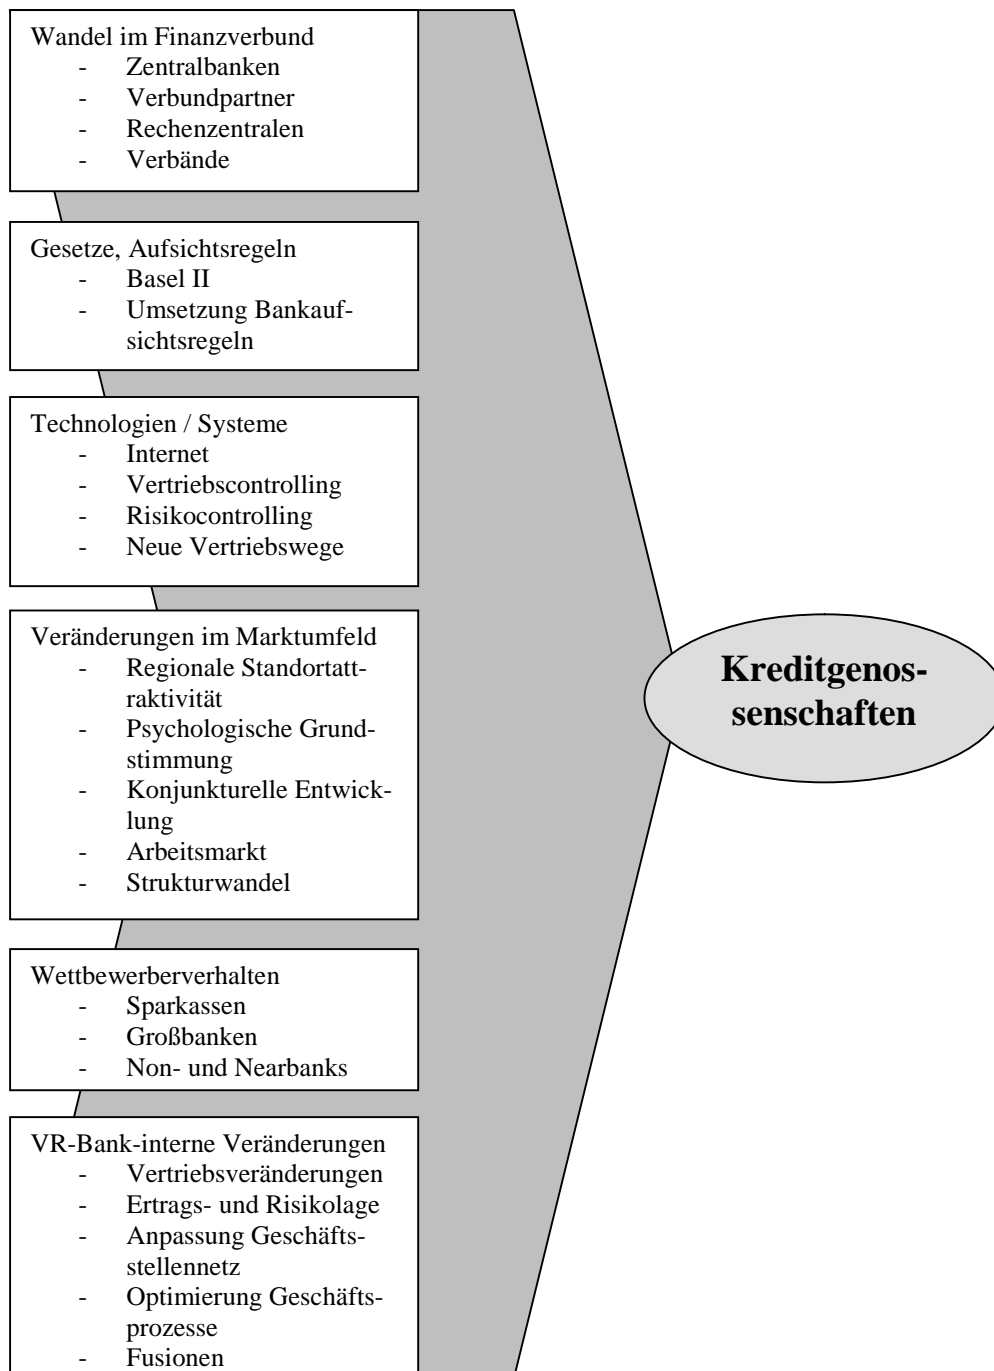 Wandel im Finanzverbund
- Zentralbanken
- Verbundpartner
- Rechenzentralen
- Verbände
Gesetze, Aufsichtsregeln
- Basel II
- Umsetzung Bankauf-
sichtsregeln
Technologien / Systeme
- Internet
- Vertriebscontrolling
- Risikocontrolling
- Neue Vertriebswege
Veränderungen im Marktumfeld
- Regionale Standortatt-
raktivität
- Psychologische Grund-
stimmung
- Konjunkturelle Entwick-
lung
- Arbeitsmarkt
- Strukturwandel
Kreditgenos-
senschaften
Wettbewerberverhalten
- Sparkassen
- Großbanken
- Non- und Nearbanks
VR-Bank-interne Veränderungen
- Vertriebsveränderungen
- Ertrags- und Risikolage
- Anpassung Geschäfts-
stellennetz
- Optimierung Geschäfts-
prozesse
- Fusionen